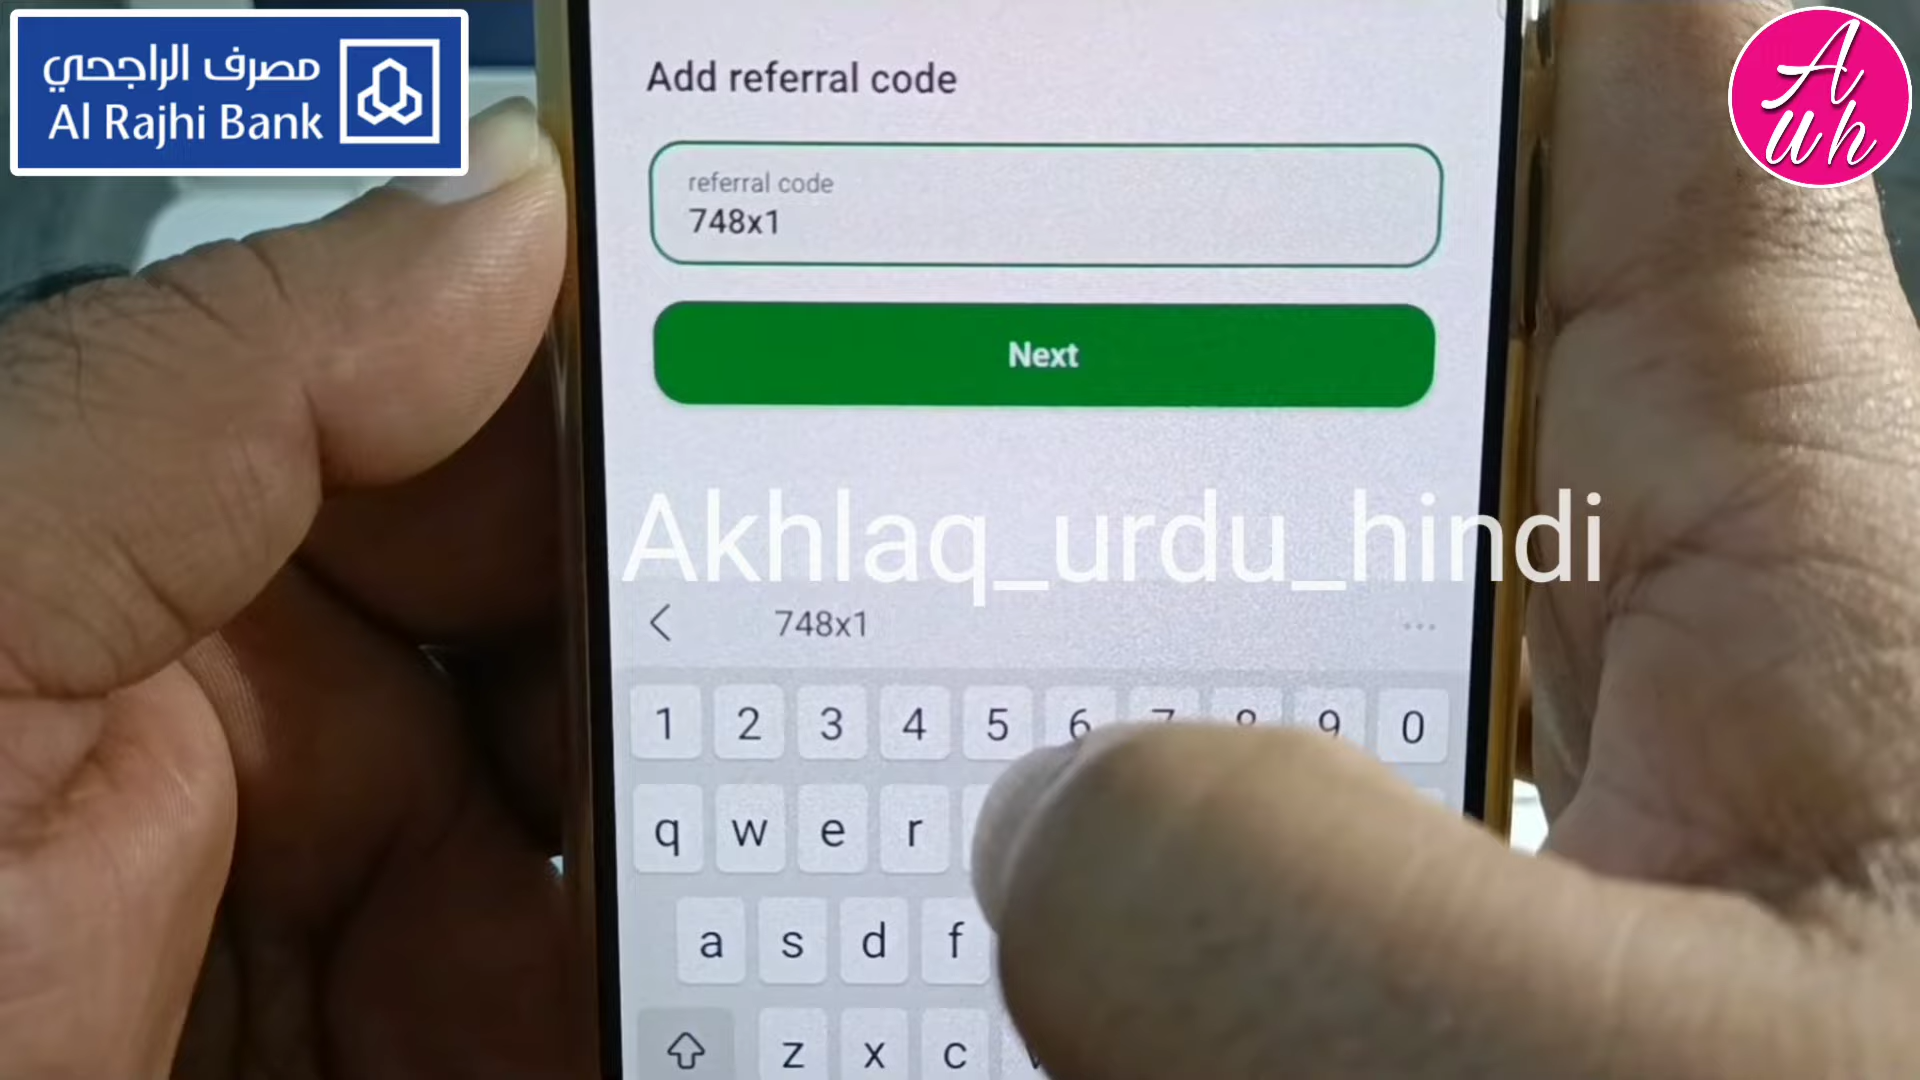 مصرف الراجحي
Al Rajhi Bank
A
u h
Add referral code
referral code
748x1
Next
Akhlaq_urdu_hindi
748x1
1 2 3 4 5 6 7 8 9 0
q w e r
a s d f
z x c